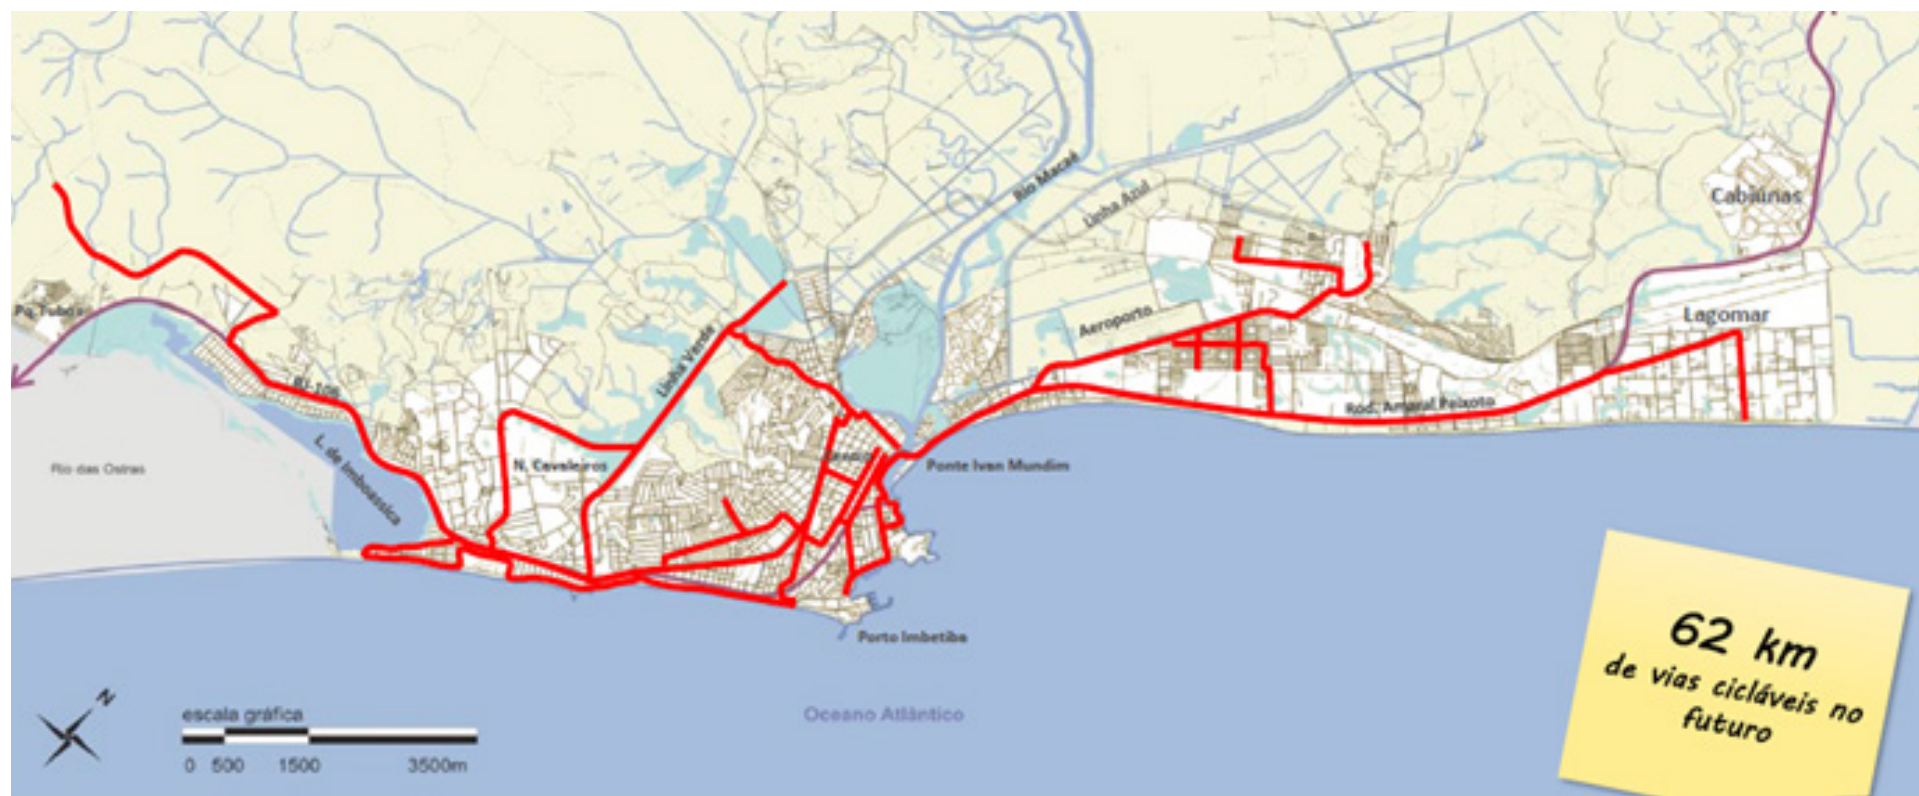 Rio Macaé
Linha Azul
Cabiúnas
Pq. Tubos
Aeroporto
Lagomar
Linha Verde
RJ-106
Rod. Amaral Peixoto
L. de Imboassica
Rio das Ostras
N. Cavaleiros
Ponte Ivan Mundim
Porto Imbetiba
Oceano Atlântico
N
escala gráfica
0 500 1500 3500m
62 km
de vias cicláveis no
futuro